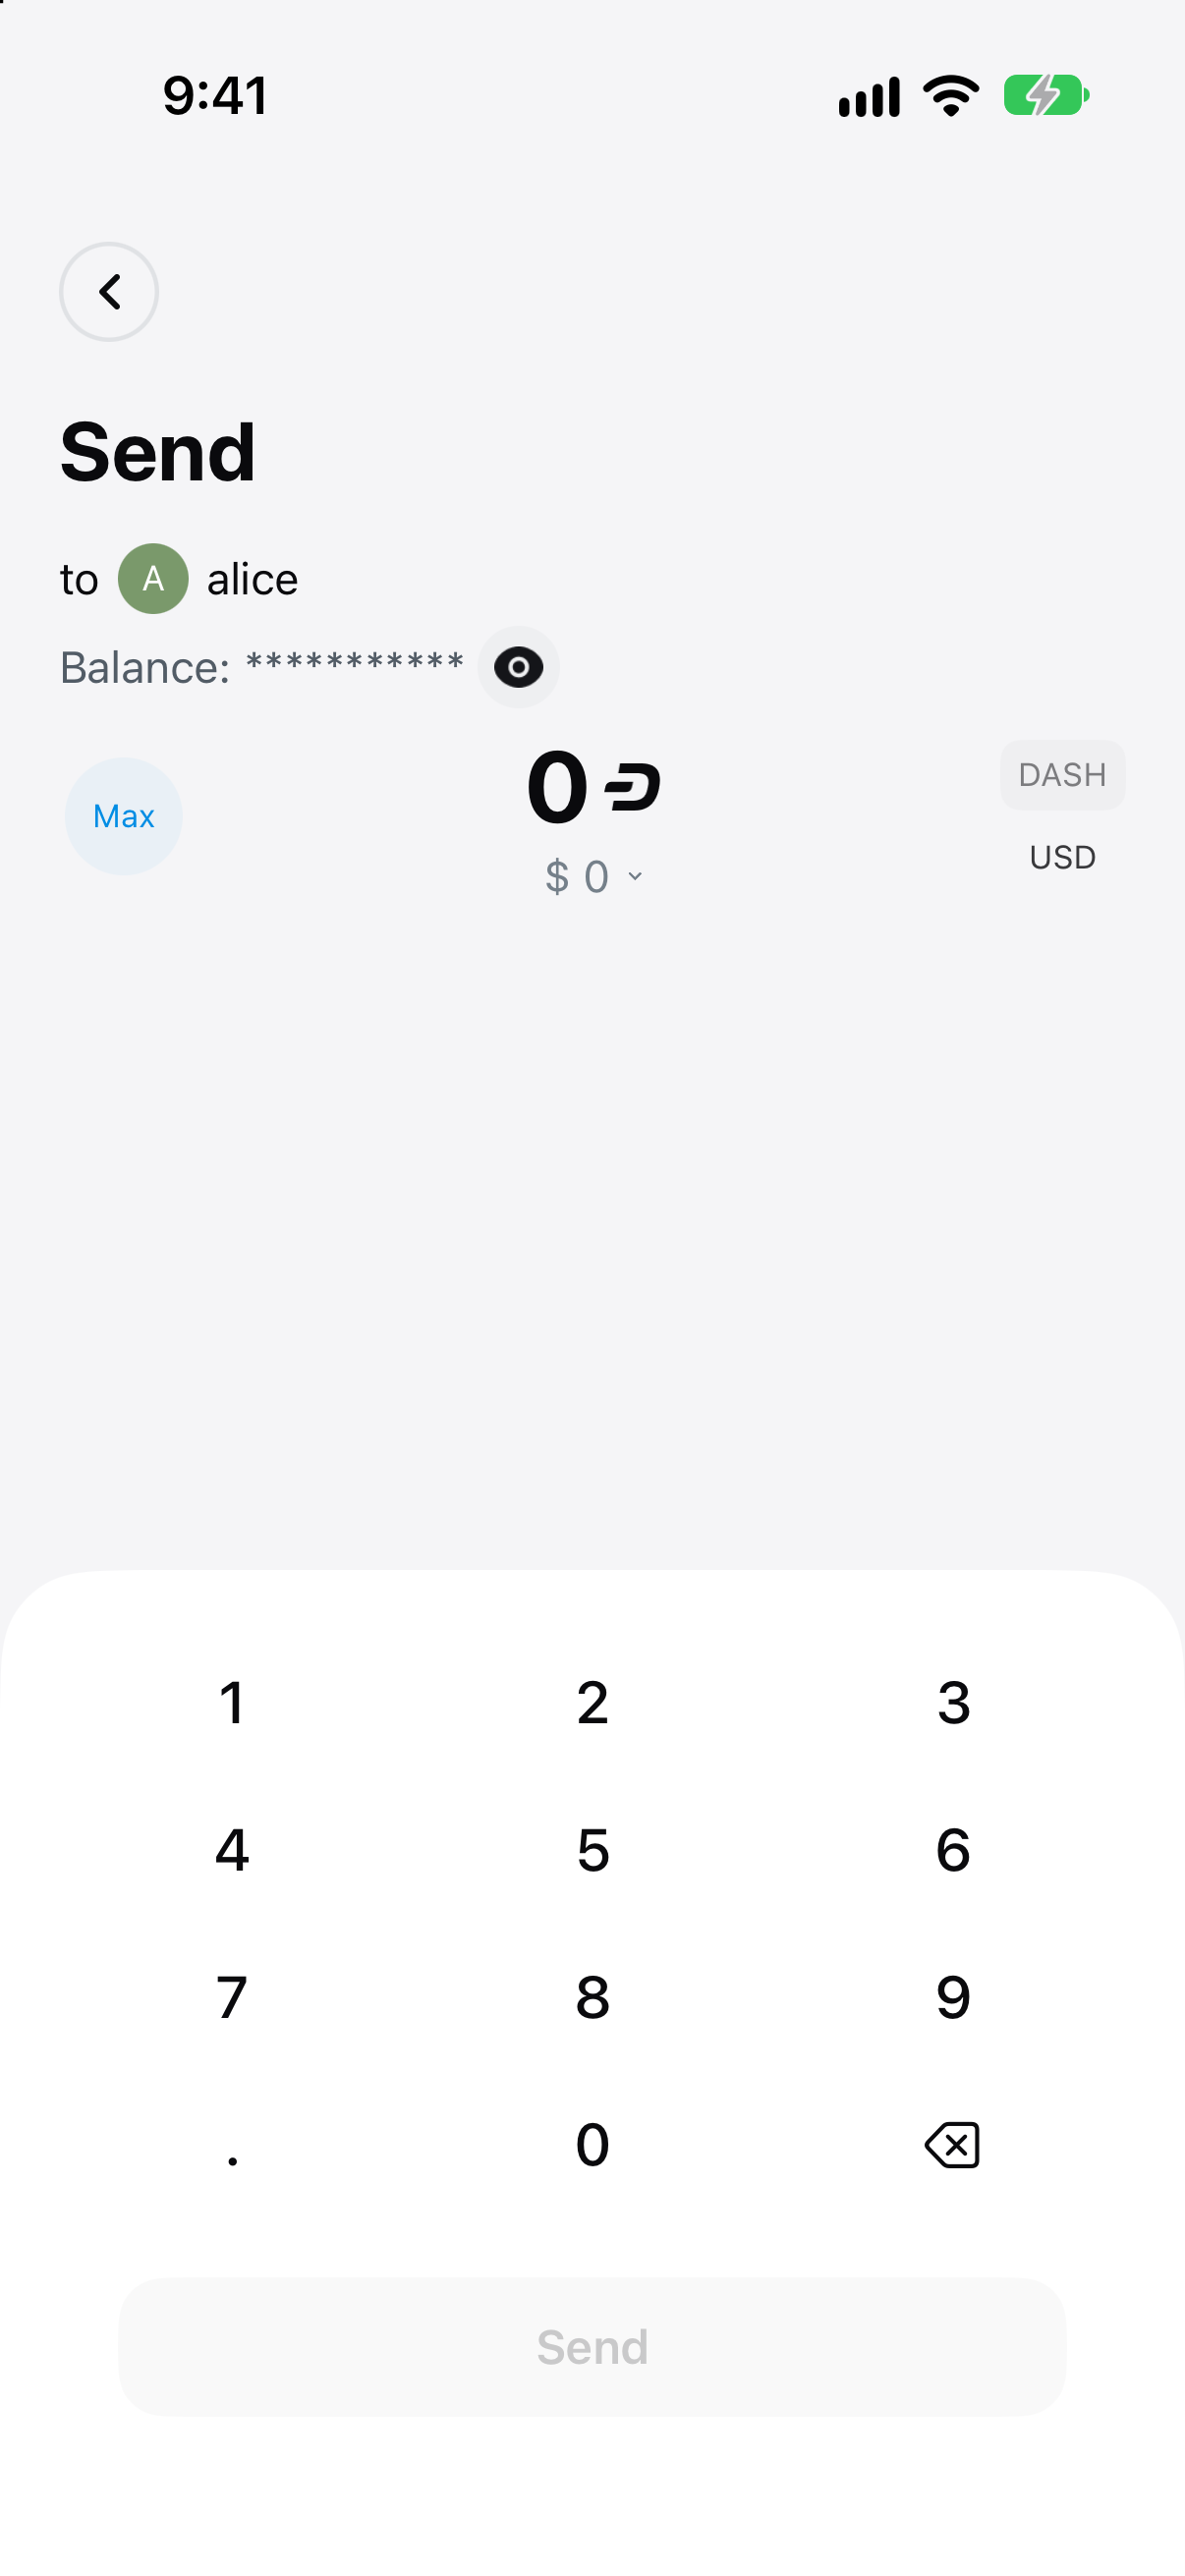 9:41
Send
to A alice
Balance: ***********
Max
0
$ 0
DASH
USD
1 2 3
4 5 6
7 8 9
. 0
Send